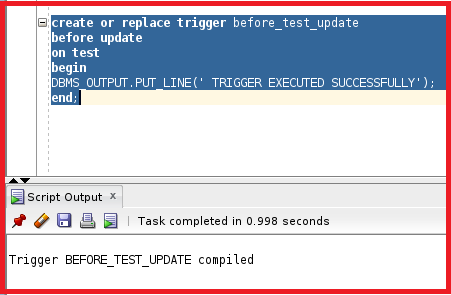 create or replace trigger before_test_update
before update
on test
begin
DBMS_OUTPUT.PUT_LINE(' TRIGGER EXECUTED SUCCESSFULLY');
end;
Script Output x
Task completed in 0.998 seconds
Trigger BEFORE_TEST_UPDATE compiled